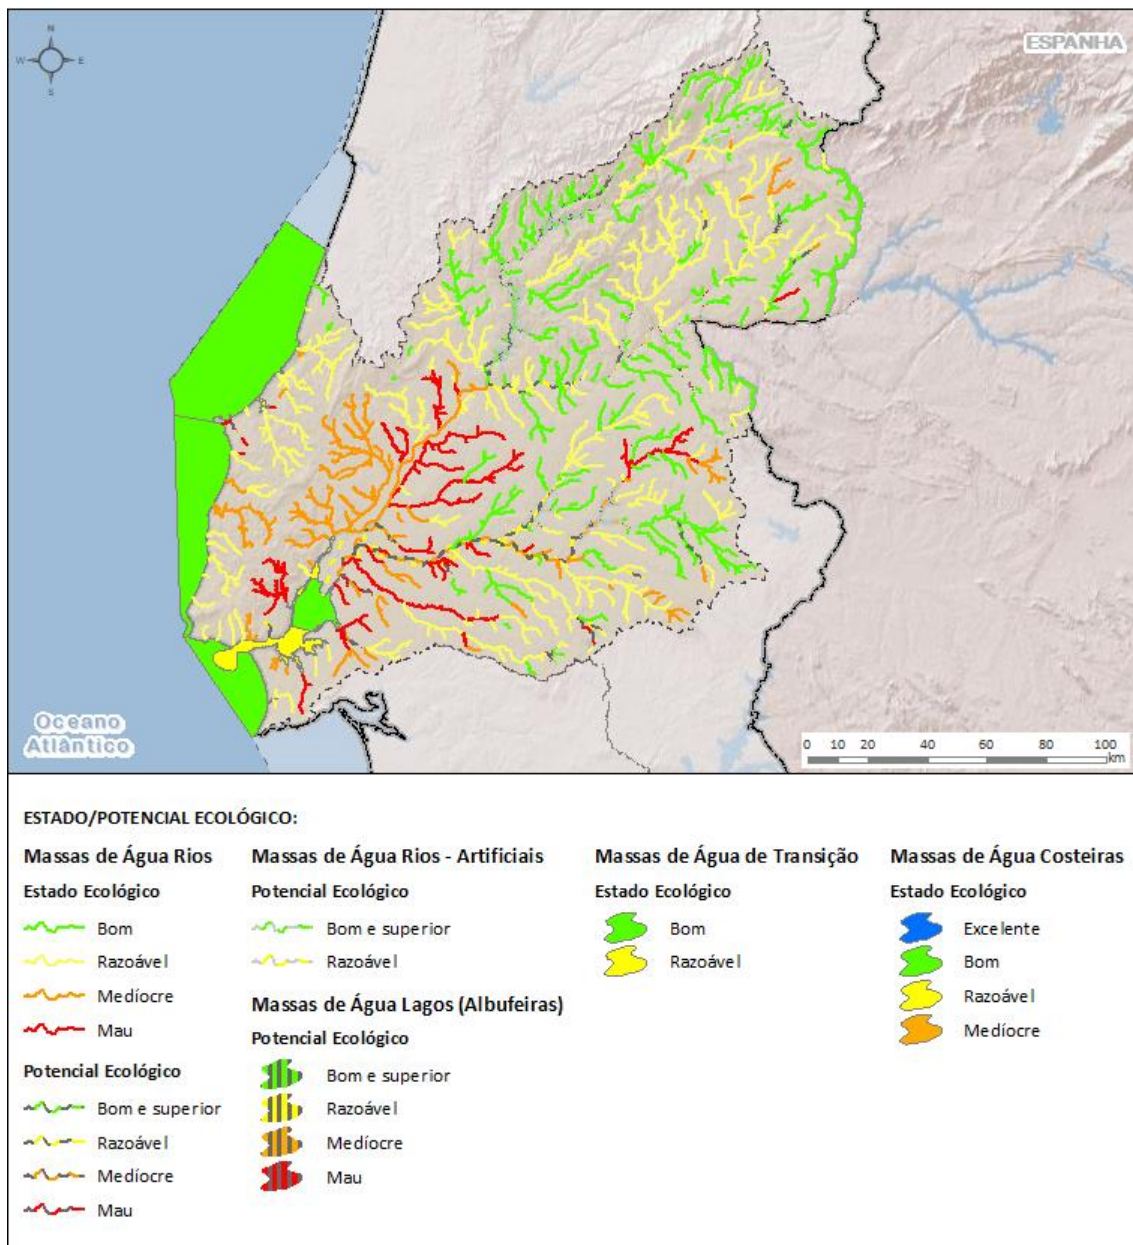 N
W
E
S
ESPANHA
Oceano
Atlântico
0 10 20 40 60 80 100
km
ESTADO/POTENCIAL ECOLÓGICO:
Massas de Água Rios
Estado Ecológico
Bom
Razoável
Medíocre
Mau
Potencial Ecológico
Bom e superior
Razoável
Medíocre
Mau
Massas de Água Rios - Artificiais
Potencial Ecológico
Bom e superior
Razoável
Massas de Água Lagos (Albufeiras)
Potencial Ecológico
Bom e superior
Razoável
Medíocre
Mau
Massas de Água de Transição
Estado Ecológico
Bom
Razoável
Massas de Água Costeiras
Estado Ecológico
Excelente
Bom
Razoável
Medíocre